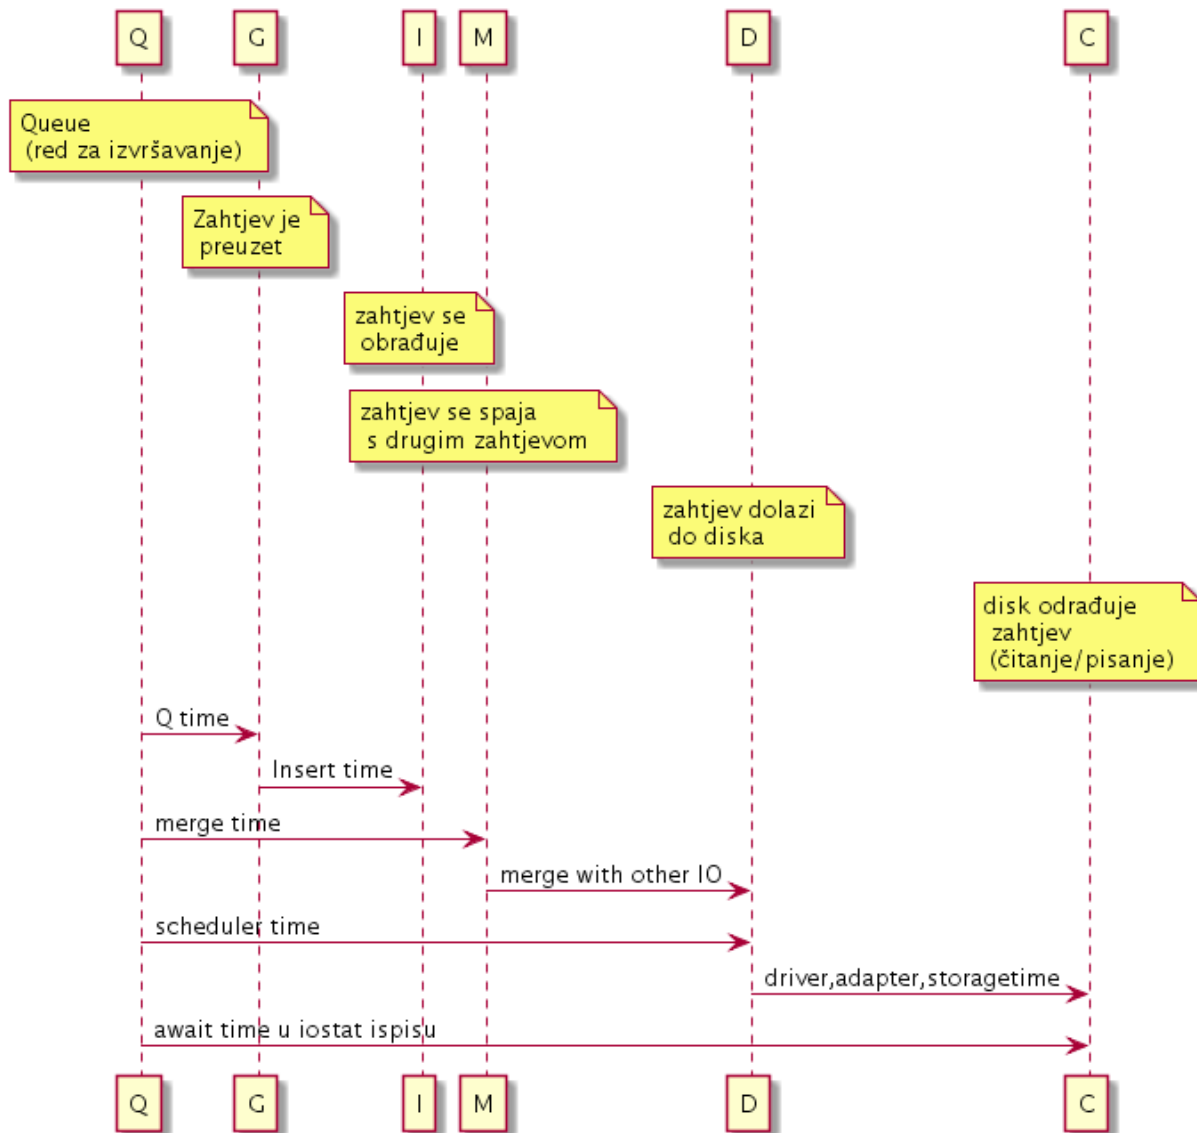 Q G I M D C
Queue
(red za izvršavanje)
Zahtjev je
preuzet
zahtjev se
obrađuje
zahtjev se spaja
s drugim zahtjevom
zahtjev dolazi
do diska
disk odrađuje
zahtjev
(čitanje/pisanje)
Q time
Insert time
merge time
merge with other IO
scheduler time
driver,adapter,storagetime
await time u iostat ispisu
Q G I M D C